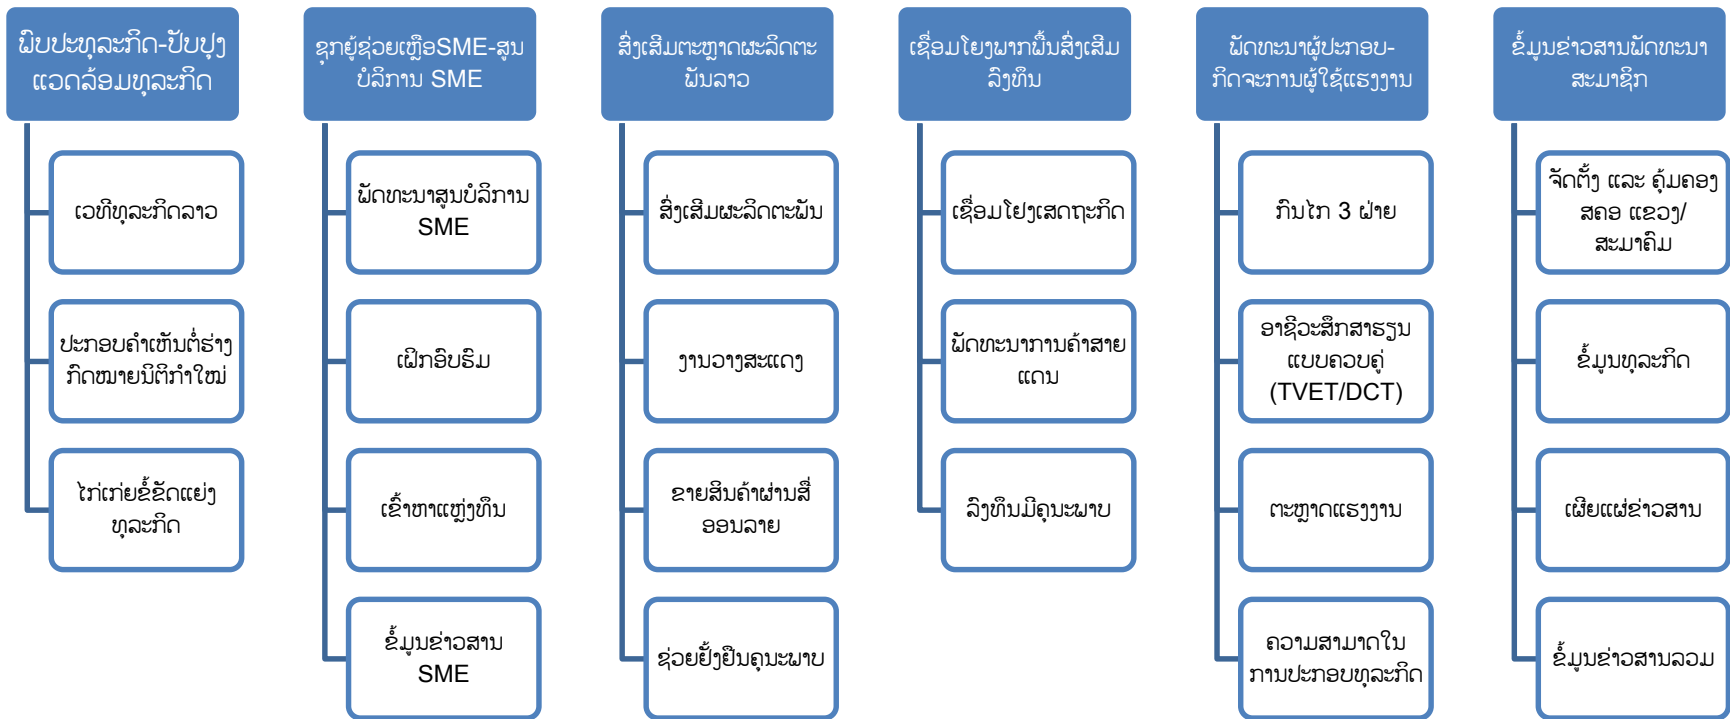 ພົບປະທຸລະກິດ-ປັບປຸງ
ແວດລ້ອມທຸລະກິດ
ເວທີທຸລະກິດລາວ
ປະກອບຄຳເຫັນຕໍ່ຮ່າງ
ກົດໝາຍນິຕິກຳໃໝ່
ໄກ່ເກ່ຍຂໍ້ຂັດແຍ່ງ
ທຸລະກິດ
ຊຸກຍູ້ຊ່ວຍເຫຼືອSME-ສູນ
ບໍລິການ SME
ພັດທະນາສູນບໍລິການ
SME
ເຝິກອົບຮົມ
ເຂົ້າຫາແຫຼ່ງທຶນ
ຂໍ້ມູນຂ່າວສານ
SME
ສົ່ງເສີມຕະຫຼາດຜະລິດຕະ
ພັນລາວ
ສົ່ງເສີມຜະລິດຕະພັນ
ງານວາງສະແດງ
ຂາຍສິນຄ້າຜ່ານສື່
ອອນລາຍ
ຊ່ວຍຢັ້ງຢືນຄຸນະພາບ
ເຊື່ອມໂຍງພາກພື້ນສົ່ງເສີມ
ລົງທຶນ
ເຊື່ອມໂຢງເສດຖະກິດ
ພັດທະນາການຄ້າສາຍ
ແດນ
ລົງທຶນມີຄຸນະພາບ
ພັດທະນາຜູ້ປະກອບ-
ກິດຈະການຜູ້ໃຊ້ແຮງງານ
ກົນໄກ 3 ຝ່າຍ
ອາຊີວະສຶກສາຮຽນ
ແບບຄວບຄູ່
(TVET/DCT)
ຕະຫຼາດແຮງງານ
ຄວາມສາມາດໃນ
ການປະກອບທຸລະກິດ
ຂໍ້ມູນຂ່າວສານພັດທະນາ
ສະມາຊິກ
ຈັດຕັ້ງ ແລະ ຄຸ້ມຄອງ
ສຄອ ແຂວງ/
ສະມາຄົມ
ຂໍ້ມູນທຸລະກິດ
ເຜີຍແຜ່ຂ່າວສານ
ຂໍ້ມູນຂ່າວສານລວມ